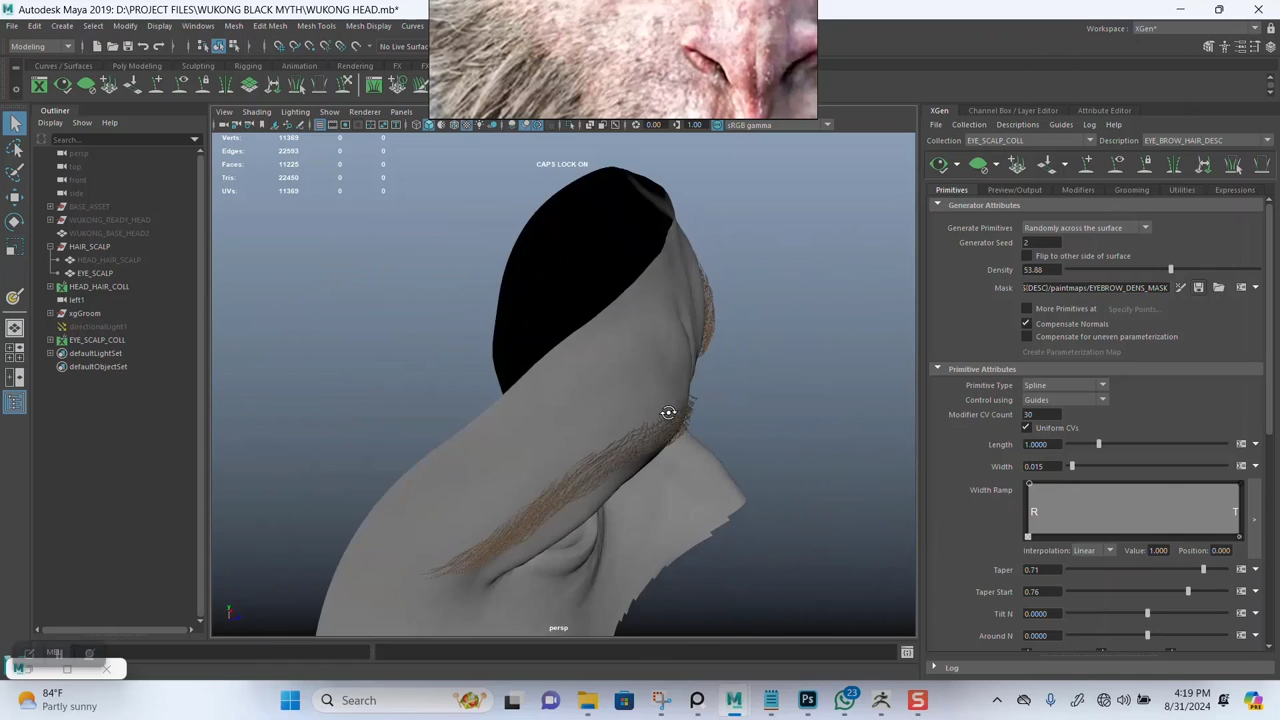 Autodesk Maya 2019: D:\PROJECT FILES\WUKONG BLACK MYTH\WUKONG HEAD.mb*
File Edit Create Select Modify Display Windows Mesh Edit Mesh Mesh Tools Mesh Display Curves
Workspace : XGen*
Modeling
No Live Surface
Curves / Surfaces Poly Modeling Sculpting Rigging Animation Rendering FX
Outliner
Display Show Help
Search...
persp
top
front
side
BASE_ASSET
WUKONG_READY_HEAD
WUKONG_BASE_HEAD2
HAIR_SCALP
HEAD_HAIR_SCALP
EYE_SCALP
HEAD_HAIR_COLL
left1
xgGroom
directionalLight1
EYE_SCALP_COLL
defaultLightSet
defaultObjectSet
View Shading Lighting Show Renderer Panels
0.00 1.00 sRGB gamma
Verts: 11369 0 0
Edges: 22593 0 0
Faces: 11225 0 0
Tris: 22450 0 0
UVs: 11369 0 0
CAPS LOCK ON
persp
XGen Channel Box / Layer Editor Attribute Editor
File Collection Descriptions Guides Log Help
Collection EYE_SCALP_COLL Description EYE_BROW_HAIR_DESC
Primitives Preview/Output Modifiers Grooming Utilities Expressions
Generator Attributes
Generate Primitives Randomly across the surface
Generator Seed 2
Flip to other side of surface
Density 53.88
Mask ${DESC}/paintmaps/EYEBROW_DENS_MASK
More Primitives at Specify Points...
Compensate Normals
Compensate for uneven parameterization
Create Parameterization Map
Primitive Attributes
Primitive Type Spline
Control using Guides
Modifier CV Count 30
Uniform CVs
Length 1.0000
Width 0.015
Width Ramp R T
Interpolation: Linear Value: 1.000 Position: 0.000
Taper 0.71
Taper Start 0.76
Tilt N 0.0000
Around N 0.0000
Log
MEL
84°F
Partly sunny
Search
23
4:19 PM
8/31/2024